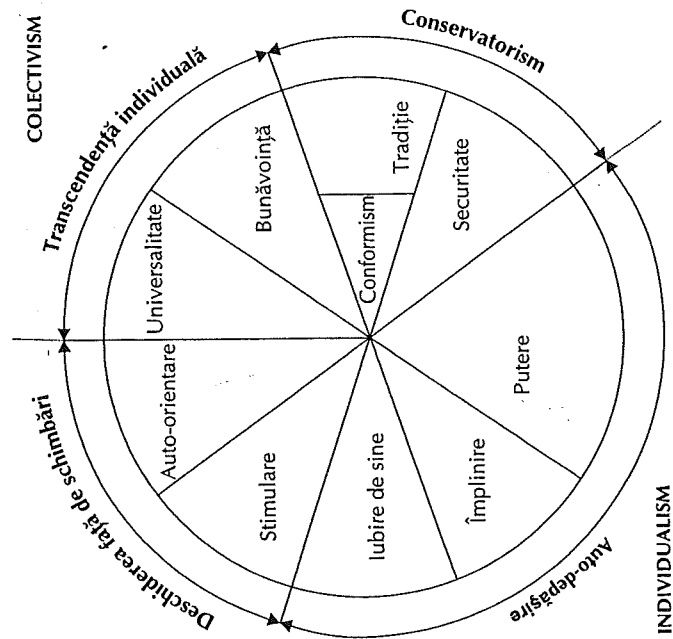 COLECTIVISM
Transcendență individuală
Conservatorism
Deschiderea față de schimbări
Auto-depășire
INDIVIDUALISM
Universalitate
Bunăvoință
Tradiție
Conformism
Securitate
Putere
Împlinire
Iubire de sine
Stimulare
Auto-orientare